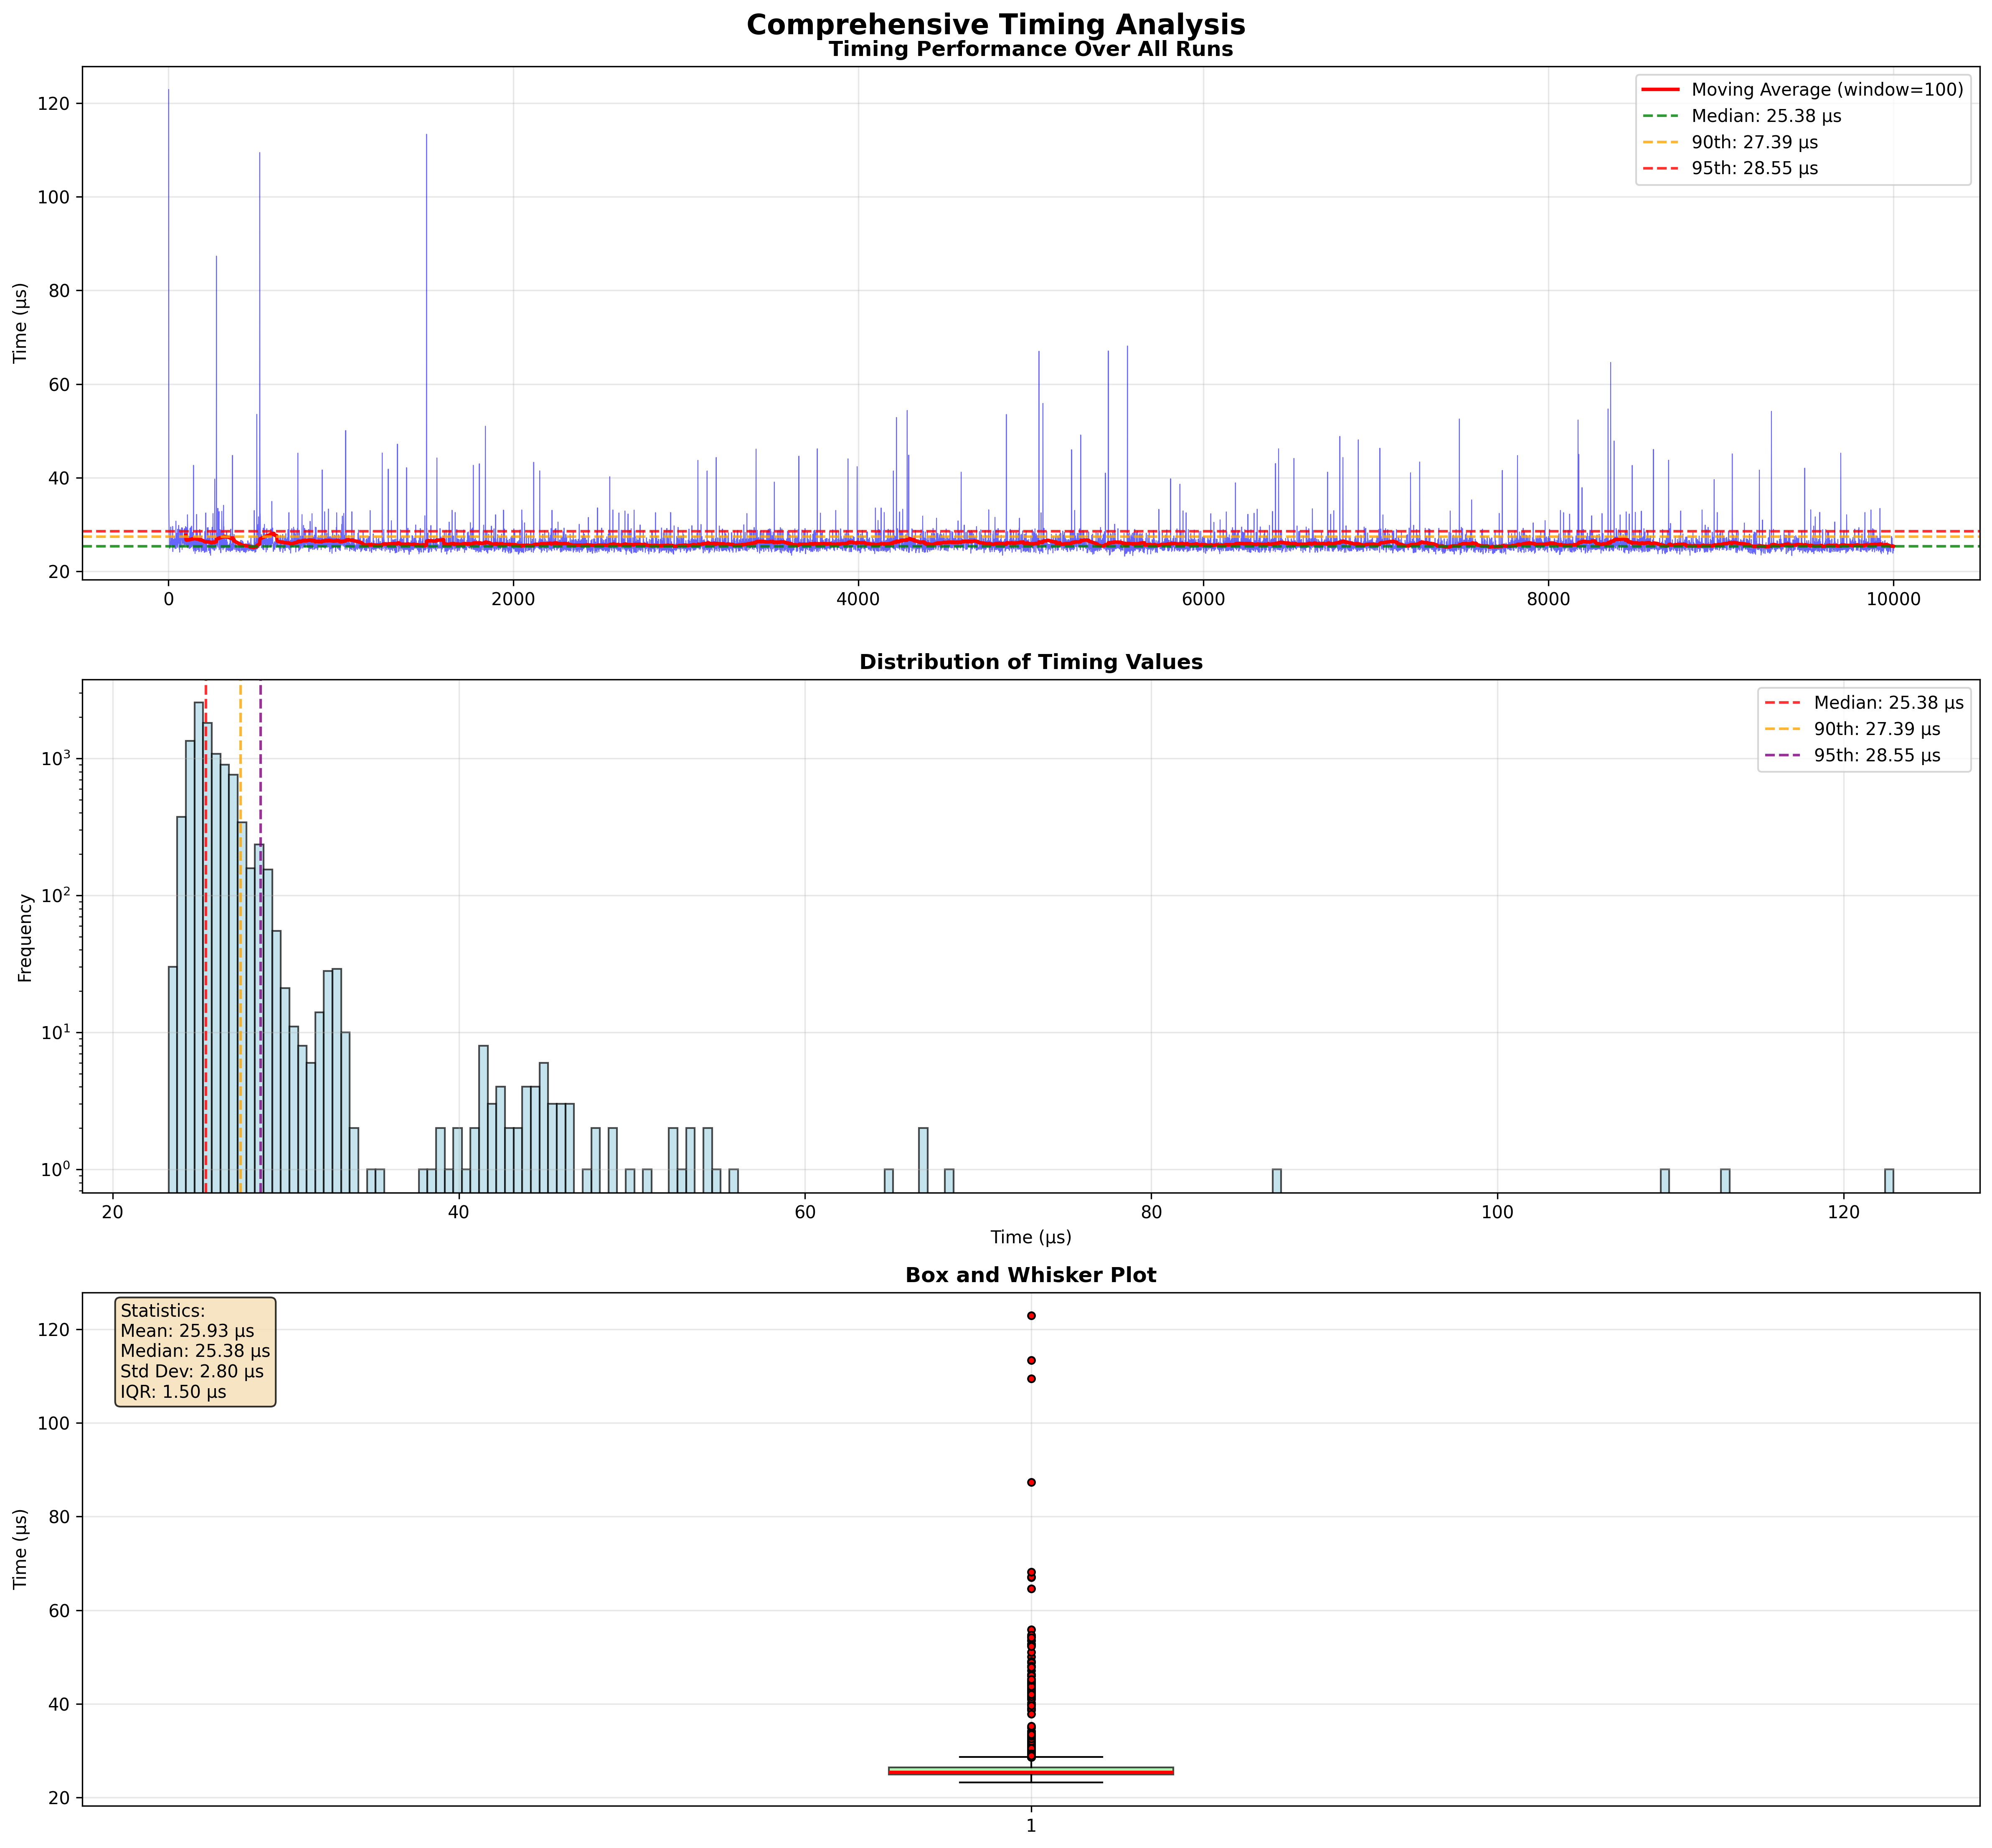 Comprehensive Timing Analysis
Timing Performance Over All Runs
Time (µs)
120
100
80
60
40
20
0
2000
4000
6000
8000
10000
Moving Average (window=100)
Median: 25.38 µs
90th: 27.39 µs
95th: 28.55 µs
Distribution of Timing Values
Frequency
10³
10²
10¹
10⁰
20
40
60
80
100
120
Time (µs)
Median: 25.38 µs
90th: 27.39 µs
95th: 28.55 µs
Box and Whisker Plot
Time (µs)
120
100
80
60
40
20
1
Statistics:
Mean: 25.93 µs
Median: 25.38 µs
Std Dev: 2.80 µs
IQR: 1.50 µs